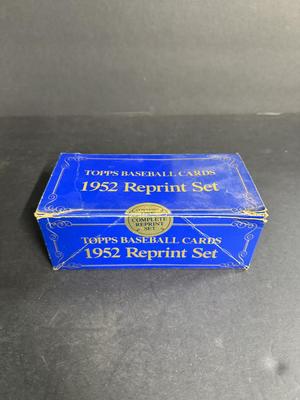 TOPPS BASEBALL CARDS
1952 Reprint Set
COMPLETE
REPRINT
SET
TOPPS BASEBALL CARDS
1952 Reprint Set